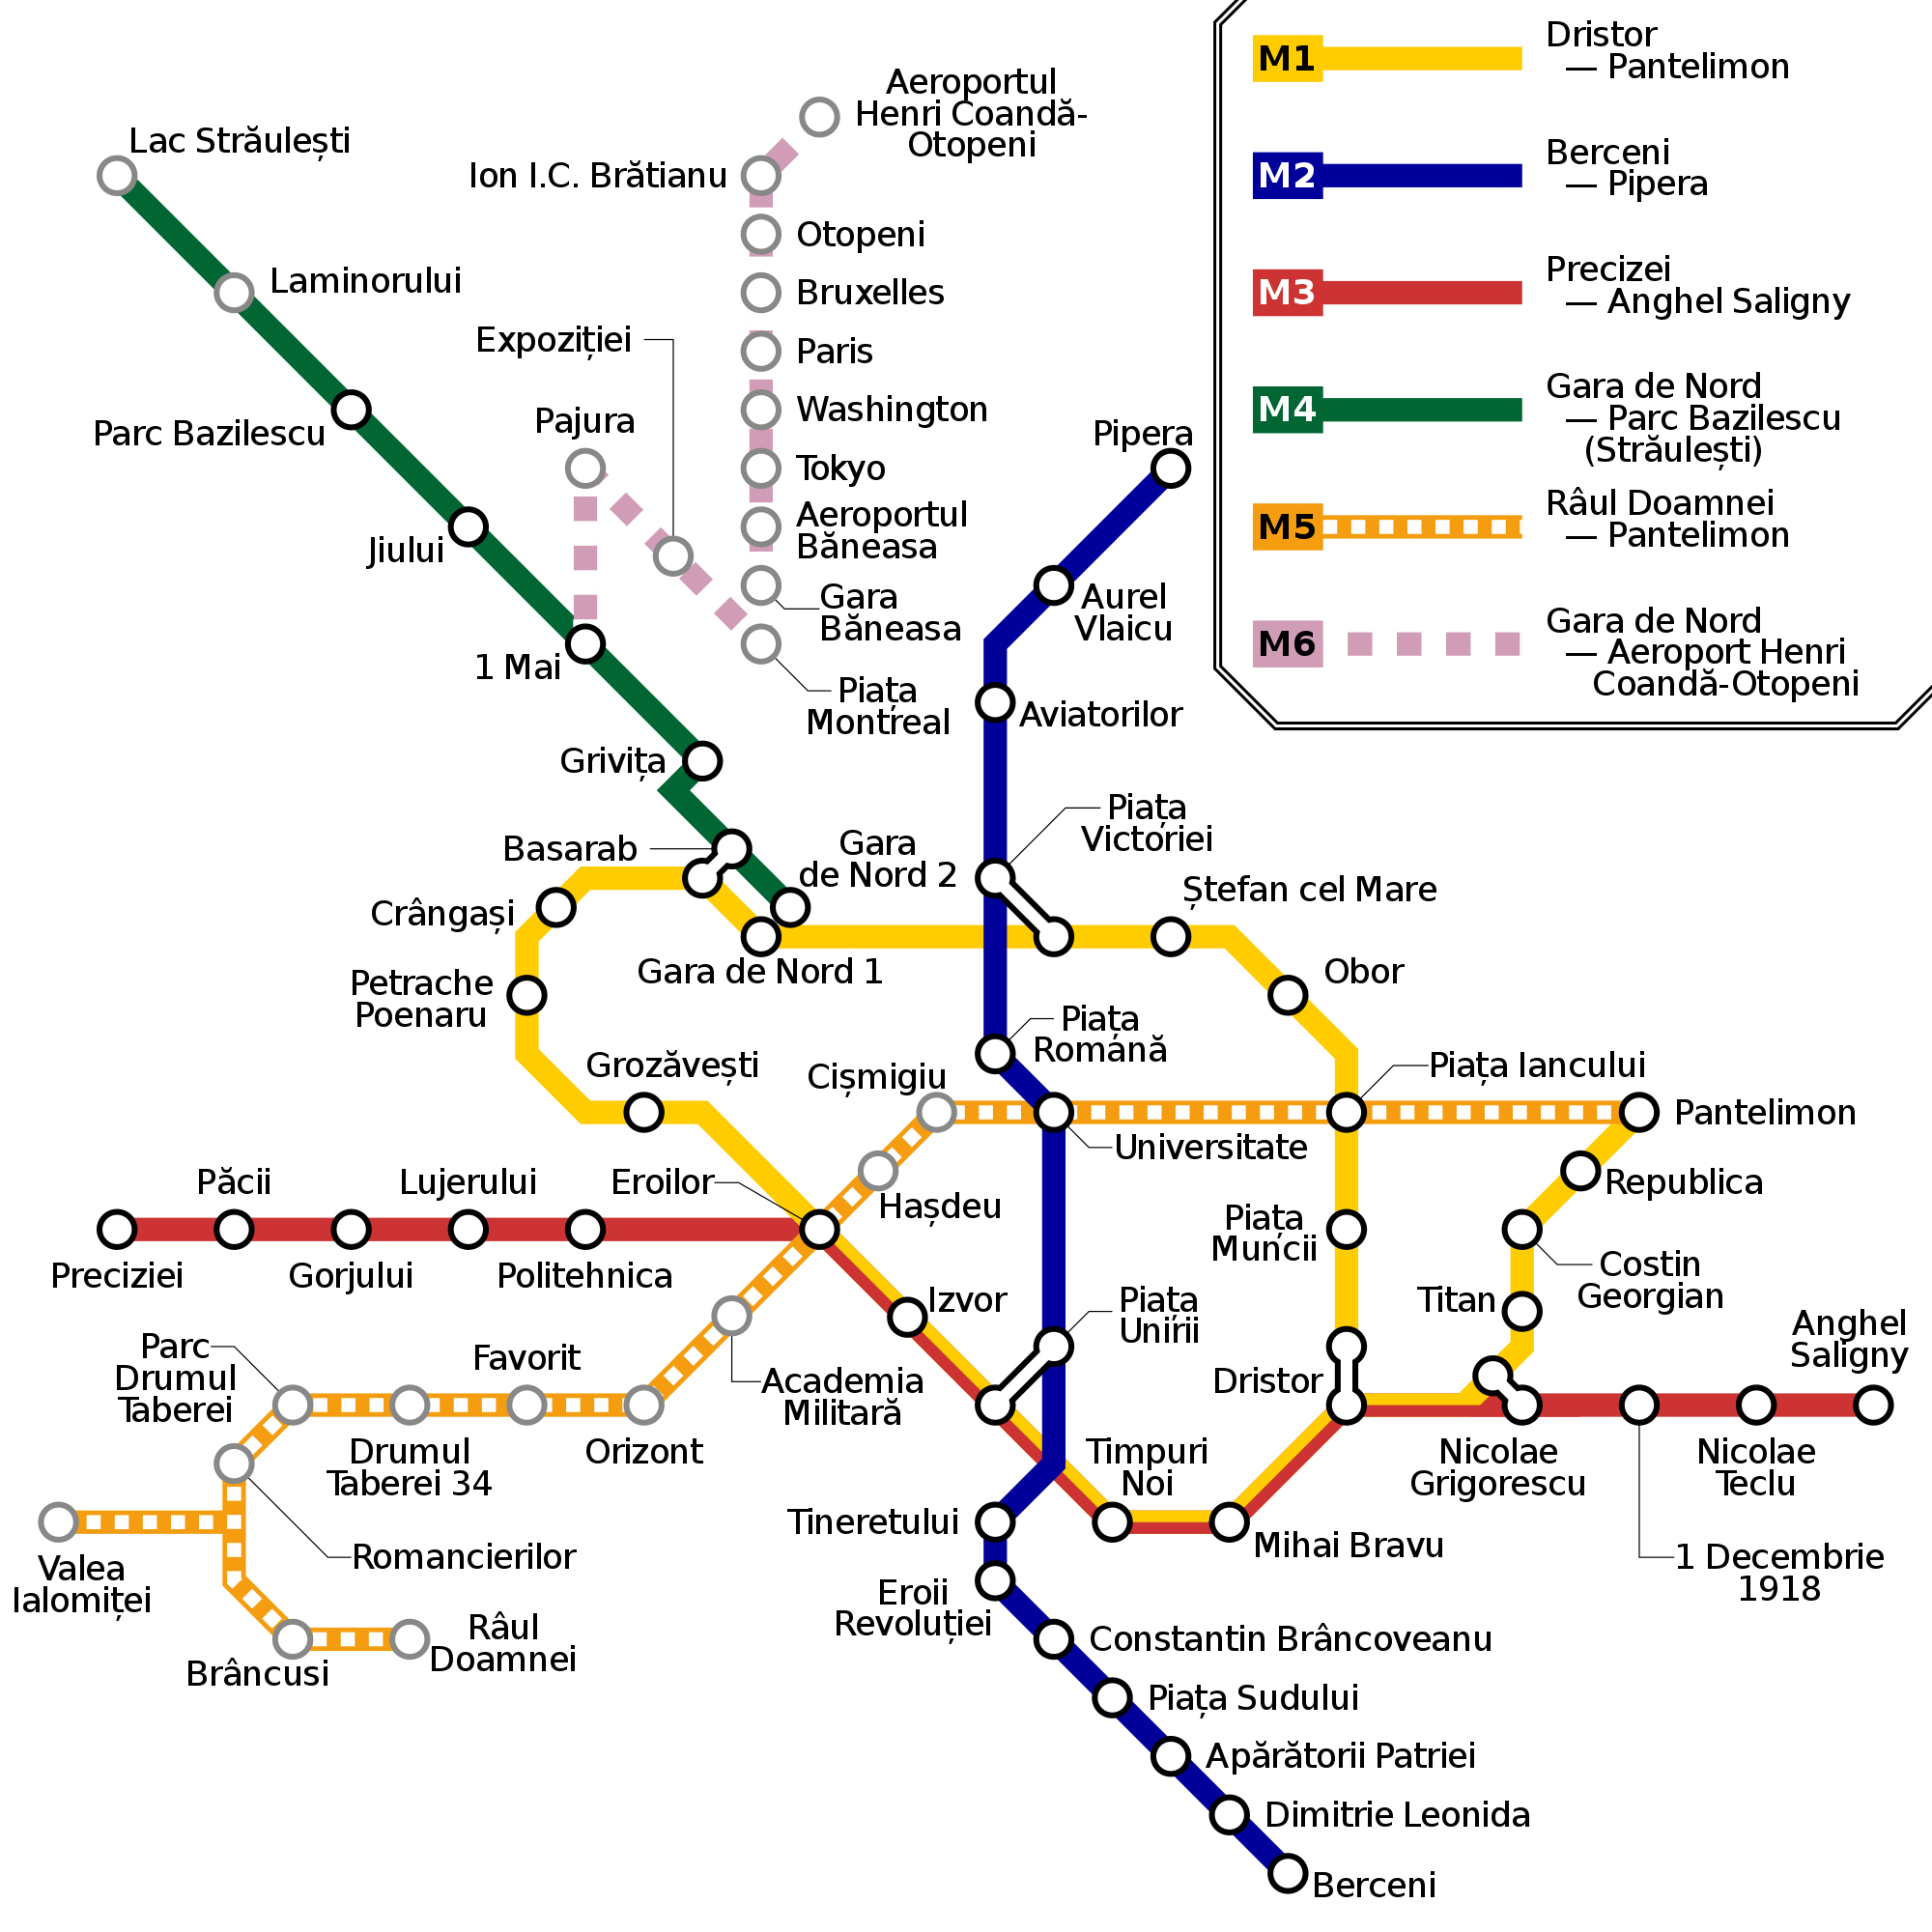 M1
Dristor
— Pantelimon
M2
Berceni
— Pipera
M3
Precizei
— Anghel Saligny
M4
Gara de Nord
— Parc Bazilescu
(Străulești)
M5
Râul Doamnei
— Pantelimon
M6
Gara de Nord
— Aeroport Henri
Coandă-Otopeni
Aeroportul
Henri Coandă-
Otopeni
Lac Străulești
Ion I.C. Brătianu
Otopeni
Laminorului
Bruxelles
Expoziției
Paris
Washington
Pajura
Parc Bazilescu
Pipera
Tokyo
Aeroportul
Băneasa
Jiului
Gara
Băneasa
Aurel
Vlaicu
1 Mai
Piața
Montreal
Aviatorilor
Grivița
Piața
Victoriei
Basarab
Gara
de Nord 2
Ștefan cel Mare
Crângași
Gara de Nord 1
Obor
Petrache
Poenaru
Piața
Română
Grozăvești
Cișmigiu
Piața Iancului
Pantelimon
Universitate
Păcii
Lujerului
Eroilor
Republica
Hașdeu
Piața
Muncii
Preciziei
Gorjului
Politehnica
Costin
Georgian
Izvor
Piața
Unirii
Titan
Anghel
Saligny
Parc
Drumul
Taberei
Favorit
Academia
Militară
Dristor
Drumul
Taberei 34
Orizont
Timpuri
Noi
Nicolae
Grigorescu
Nicolae
Teclu
Tineretului
Mihai Bravu
Valea
Ialomiței
Romancierilor
1 Decembrie
1918
Eroii
Revoluției
Râul
Doamnei
Brâncusi
Constantin Brâncoveanu
Piața Sudului
Apărătorii Patriei
Dimitrie Leonida
Berceni